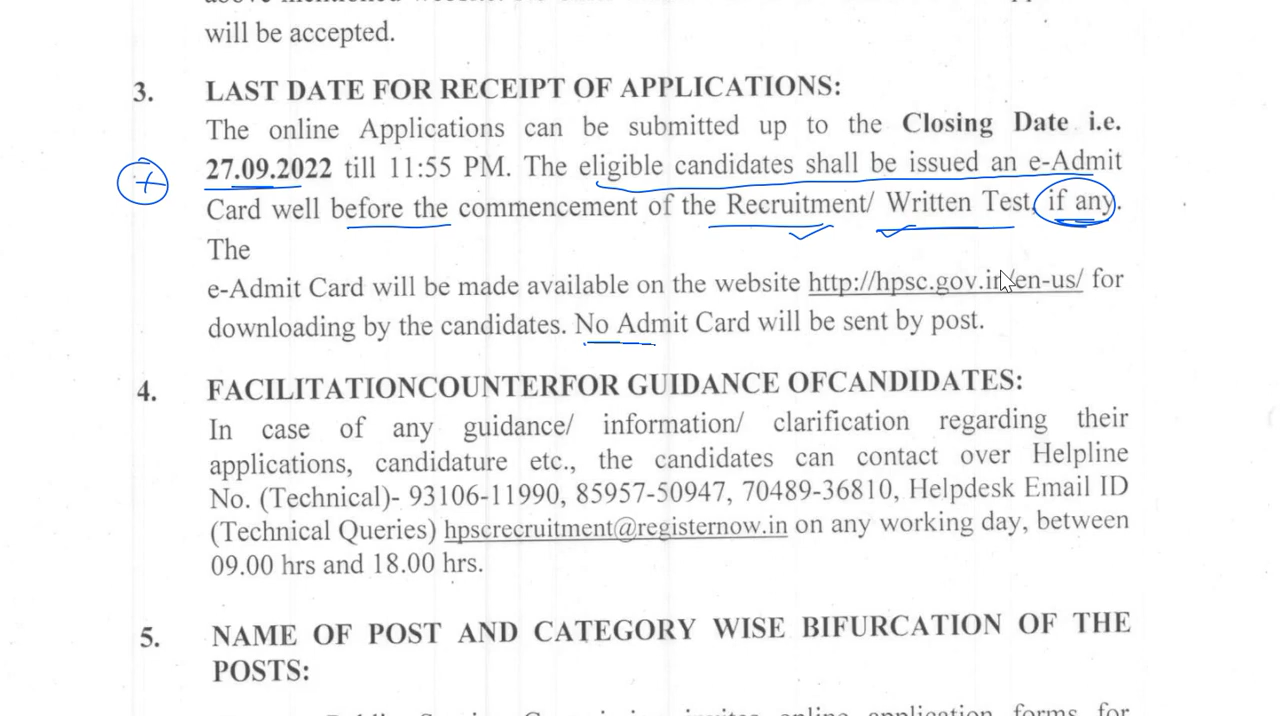 will be accepted.
3. LAST DATE FOR RECEIPT OF APPLICATIONS:
The online Applications can be submitted up to the Closing Date i.e.
27.09.2022 till 11:55 PM. The eligible candidates shall be issued an e-Admit
Card well before the commencement of the Recruitment/ Written Test, if any.
The
e-Admit Card will be made available on the website http://hpsc.gov.in/en-us/ for
downloading by the candidates. No Admit Card will be sent by post.
4. FACILITATIONCOUNTERFOR GUIDANCE OFCANDIDATES:
In case of any guidance/ information/ clarification regarding their
applications, candidature etc., the candidates can contact over Helpline
No. (Technical)- 93106-11990, 85957-50947, 70489-36810, Helpdesk Email ID
(Technical Queries) hpscrecruitment@registernow.in on any working day, between
09.00 hrs and 18.00 hrs.
5. NAME OF POST AND CATEGORY WISE BIFURCATION OF THE
POSTS:
invites online application forms for